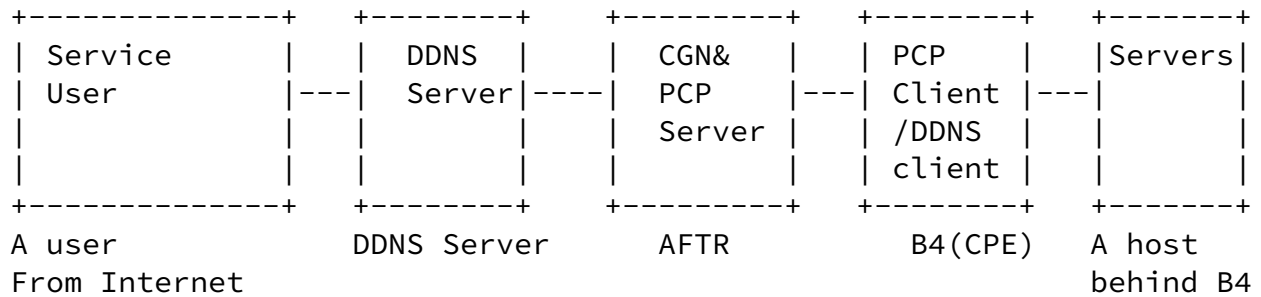 +--------------+   +--------+    +---------+   +--------+   +-------+
| Service      |   |  DDNS  |    |  CGN&   |   | PCP    |   |Servers|
| User         |---|  Server|----|  PCP    |---| Client |---|       |
|              |   |        |    |  Server |   | /DDNS  |   |       |
|              |   |        |    |         |   | client |   |       |
+--------------+   +--------+    +---------+   +--------+   +-------+
A user             DDNS Server     AFTR          B4(CPE)    A host
From Internet                                               behind B4